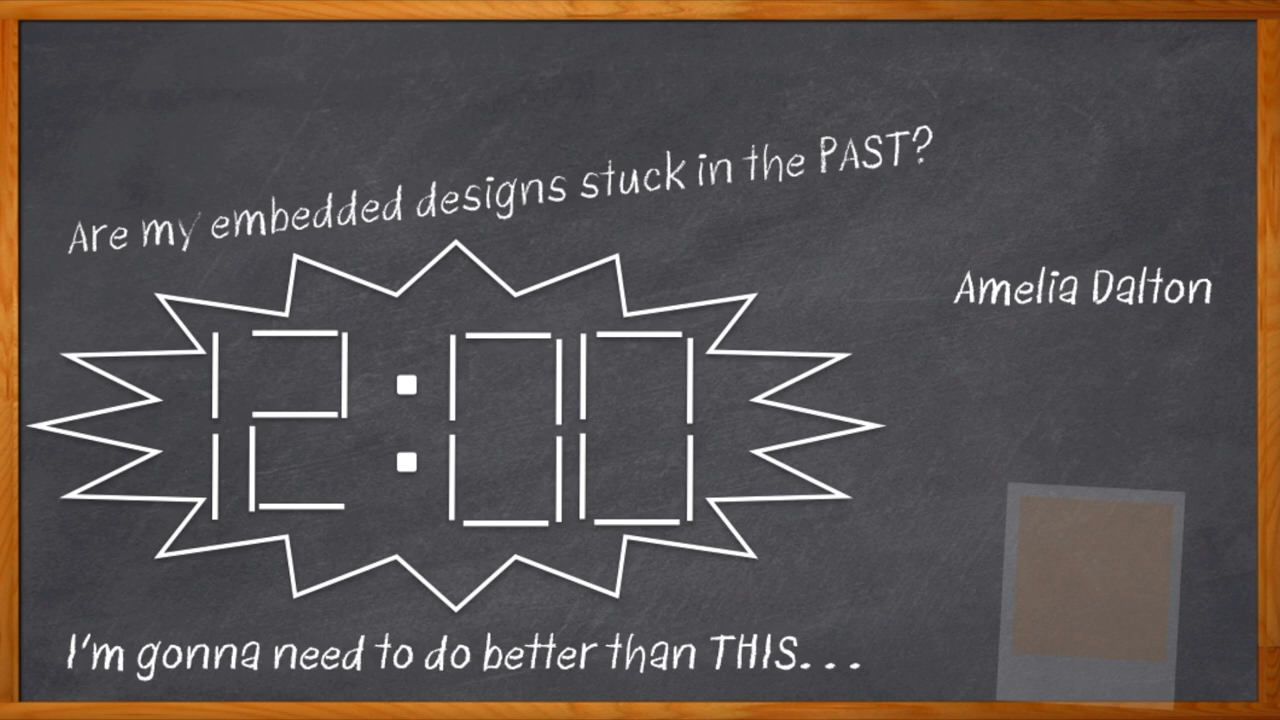 Are my embedded designs stuck in the PAST?
Amelia Dalton
12:00
I'm gonna need to do better than THIS...